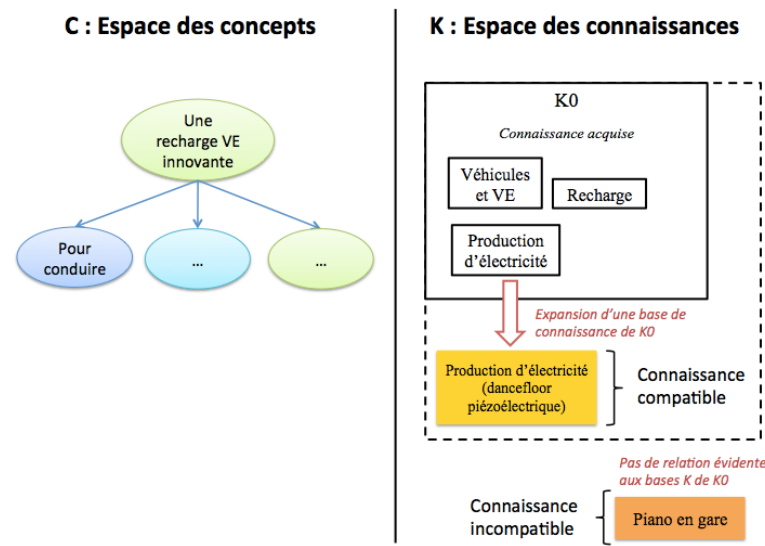 C : Espace des concepts
Une
recharge VE
innovante
Pour
conduire
...
...
K : Espace des connaissances
K0
Connaissance acquise
Véhicules
et VE
Recharge
Production
d’électricité
Expansion d’une base de
connaissance de K0
Production d’électricité
(dancefloor
piézoélectrique)
Connaissance
compatible
Pas de relation évidente
aux bases K de K0
Connaissance
incompatible
Piano en gare